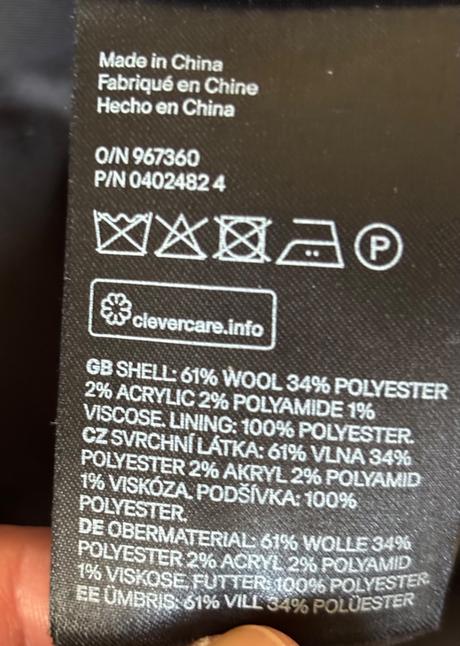 Made in China
Fabriqué en Chine
Hecho en China
O/N 967360
P/N 0402482 4
P
clevercare.info
GB SHELL: 61% WOOL 34% POLYESTER
2% ACRYLIC 2% POLYAMIDE 1%
VISCOSE. LINING: 100% POLYESTER.
CZ SVRCHNÍ LÁTKA: 61% VLNA 34%
POLYESTER 2% AKRYL 2% POLYAMID
1% VISKÓZA. PODŠÍVKA: 100%
POLYESTER.
DE OBERMATERIAL: 61% WOLLE 34%
POLYESTER 2% ACRYL 2% POLYAMID
1% VISKOSE. FUTTER: 100% POLYESTER.
EE ÜMBRIS: 61% VILL 34% POLÜESTER